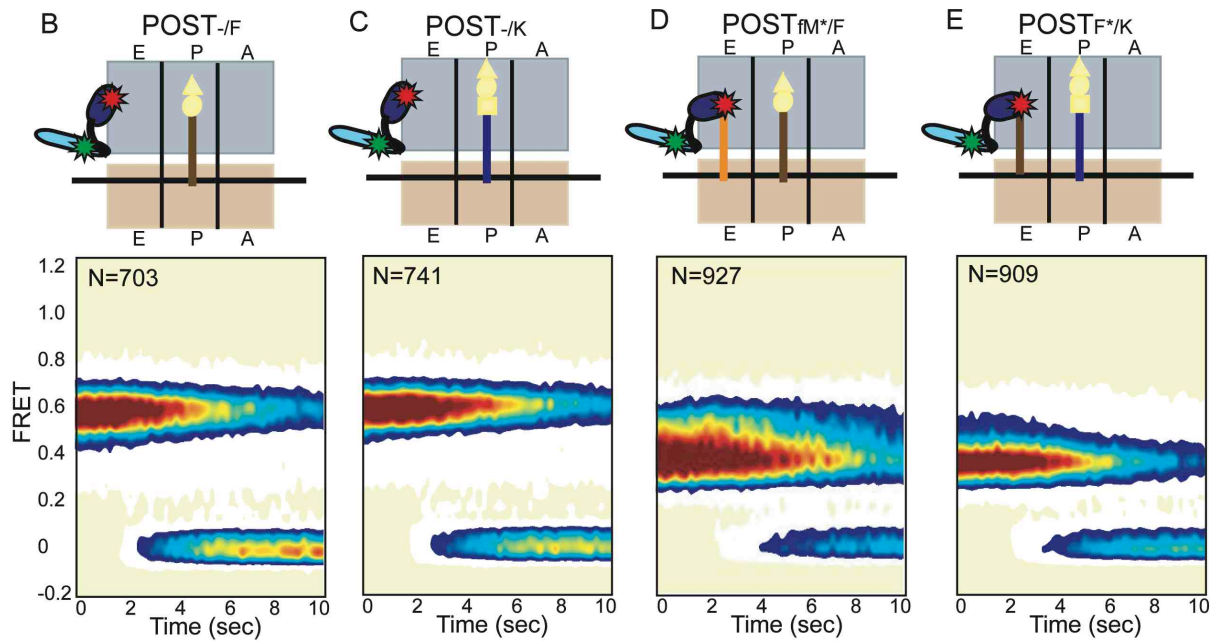 B POST-/F
E P A
E P A
N=703
C POST-/K
E P A
E P A
N=741
D POSTfM*/F
E P A
E P A
N=927
E POSTF*/K
E P A
E P A
N=909
FRET
1.2
1.0
0.8
0.6
0.4
0.2
0
-0.2
0 2 4 6 8 10
Time (sec)
0 2 4 6 8 10
Time (sec)
0 2 4 6 8 10
Time (sec)
0 2 4 6 8 10
Time (sec)